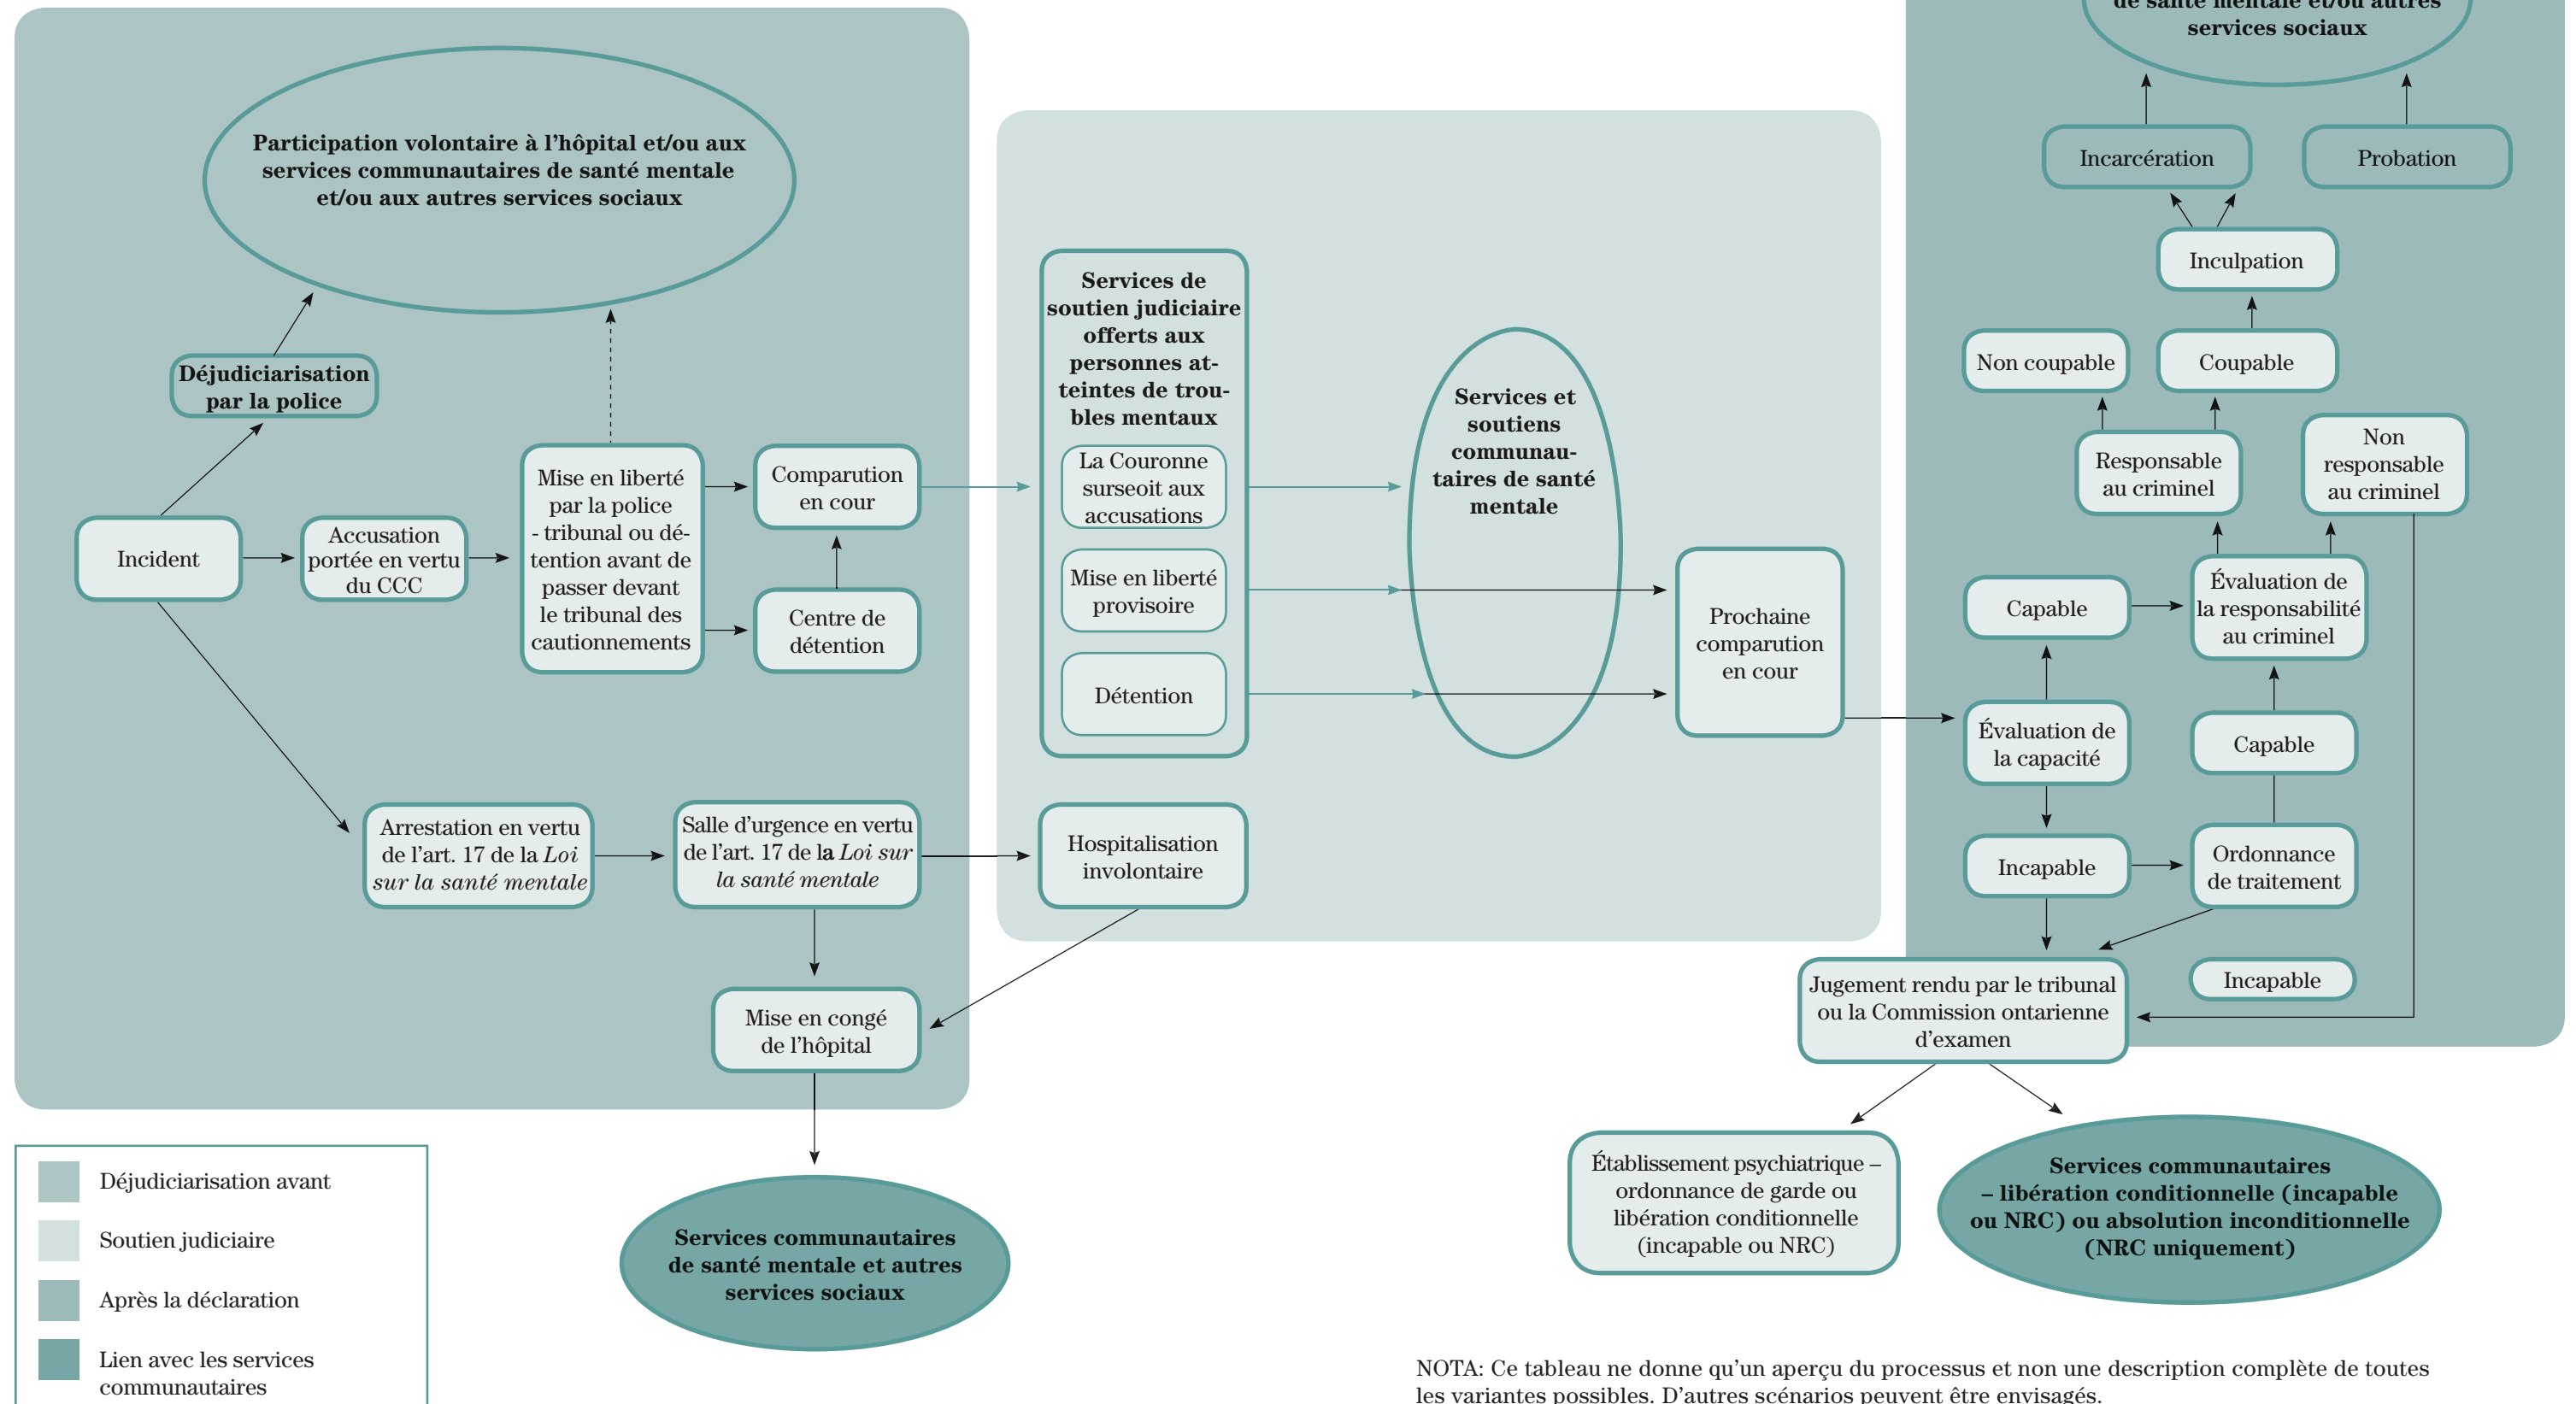 Participation volontaire à l'hôpital et/ou aux
services communautaires de santé mentale
et/ou aux autres services sociaux
Déjudiciarisation
par la police
Incident
Accusation
portée en vertu
du CCC
Mise en liberté
par la police
- tribunal ou dé-
tention avant de
passer devant
le tribunal des
cautionnements
Comparution
en cour
Centre de
détention
Arrestation en vertu
de l'art. 17 de la Loi
sur la santé mentale
Salle d'urgence en vertu
de l'art. 17 de la Loi sur
la santé mentale
Mise en congé
de l'hôpital
Services communautaires
de santé mentale et autres
services sociaux
Services de
soutien judiciaire
offerts aux
personnes at-
teintes de trou-
bles mentaux
La Couronne
surseoit aux
accusations
Mise en liberté
provisoire
Détention
Hospitalisation
involontaire
Services et
soutiens
communau-
taires de santé
mentale
Prochaine
comparution
en cour
de santé mentale et/ou autres
services sociaux
Incarcération
Probation
Inculpation
Non coupable
Coupable
Responsable
au criminel
Non
responsable
au criminel
Capable
Évaluation de
la responsabilité
au criminel
Évaluation de
la capacité
Capable
Incapable
Ordonnance
de traitement
Incapable
Jugement rendu par le tribunal
ou la Commission ontarienne
d'examen
Établissement psychiatrique –
ordonnance de garde ou
libération conditionnelle
(incapable ou NRC)
Services communautaires
– libération conditionnelle (incapable
ou NRC) ou absolution inconditionnelle
(NRC uniquement)
Déjudiciarisation avant
Soutien judiciaire
Après la déclaration
Lien avec les services
communautaires
NOTA: Ce tableau ne donne qu'un aperçu du processus et non une description complète de toutes
les variantes possibles. D'autres scénarios peuvent être envisagés.